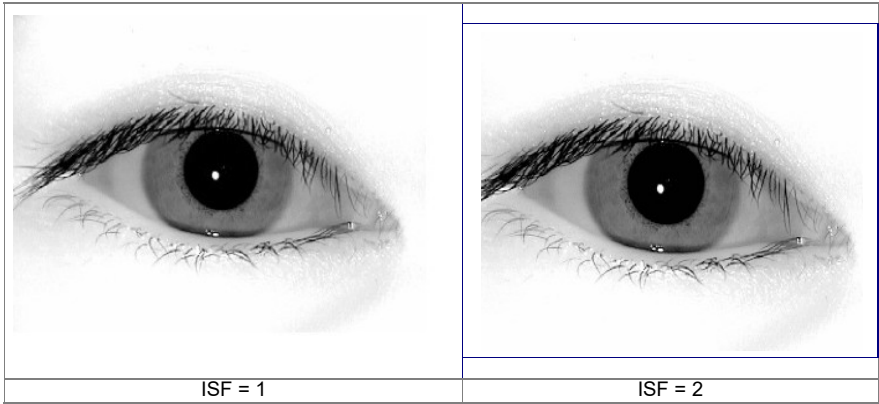 ISF = 1
ISF = 2